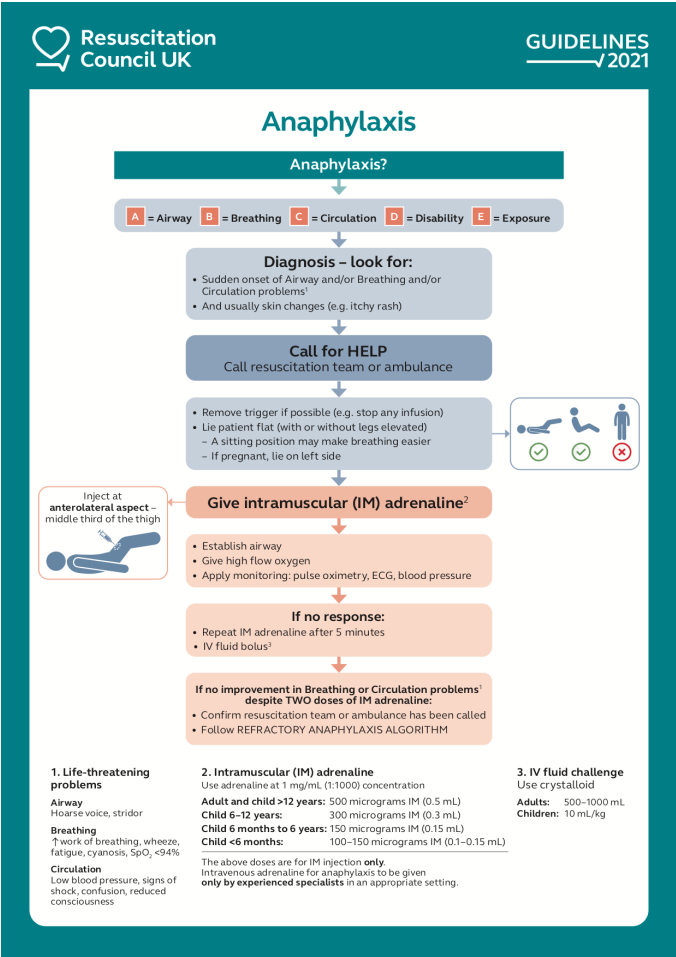 Resuscitation
Council UK
GUIDELINES
2021
Anaphylaxis
Anaphylaxis?
A = Airway B = Breathing C = Circulation D = Disability E = Exposure
Diagnosis – look for:
• Sudden onset of Airway and/or Breathing and/or
Circulation problems¹
• And usually skin changes (e.g. itchy rash)
Call for HELP
Call resuscitation team or ambulance
• Remove trigger if possible (e.g. stop any infusion)
• Lie patient flat (with or without legs elevated)
– A sitting position may make breathing easier
– If pregnant, lie on left side
Inject at
anterolateral aspect –
middle third of the thigh
Give intramuscular (IM) adrenaline²
• Establish airway
• Give high flow oxygen
• Apply monitoring: pulse oximetry, ECG, blood pressure
If no response:
• Repeat IM adrenaline after 5 minutes
• IV fluid bolus³
If no improvement in Breathing or Circulation problems¹
despite TWO doses of IM adrenaline:
• Confirm resuscitation team or ambulance has been called
• Follow REFRACTORY ANAPHYLAXIS ALGORITHM
1. Life-threatening
problems
Airway
Hoarse voice, stridor
Breathing
↑work of breathing, wheeze,
fatigue, cyanosis, SpO₂ <94%
Circulation
Low blood pressure, signs of
shock, confusion, reduced
consciousness
2. Intramuscular (IM) adrenaline
Use adrenaline at 1 mg/mL (1:1000) concentration
Adult and child >12 years: 500 micrograms IM (0.5 mL)
Child 6–12 years: 300 micrograms IM (0.3 mL)
Child 6 months to 6 years: 150 micrograms IM (0.15 mL)
Child <6 months: 100–150 micrograms IM (0.1–0.15 mL)
The above doses are for IM injection only.
Intravenous adrenaline for anaphylaxis to be given
only by experienced specialists in an appropriate setting.
3. IV fluid challenge
Use crystalloid
Adults: 500–1000 mL
Children: 10 mL/kg